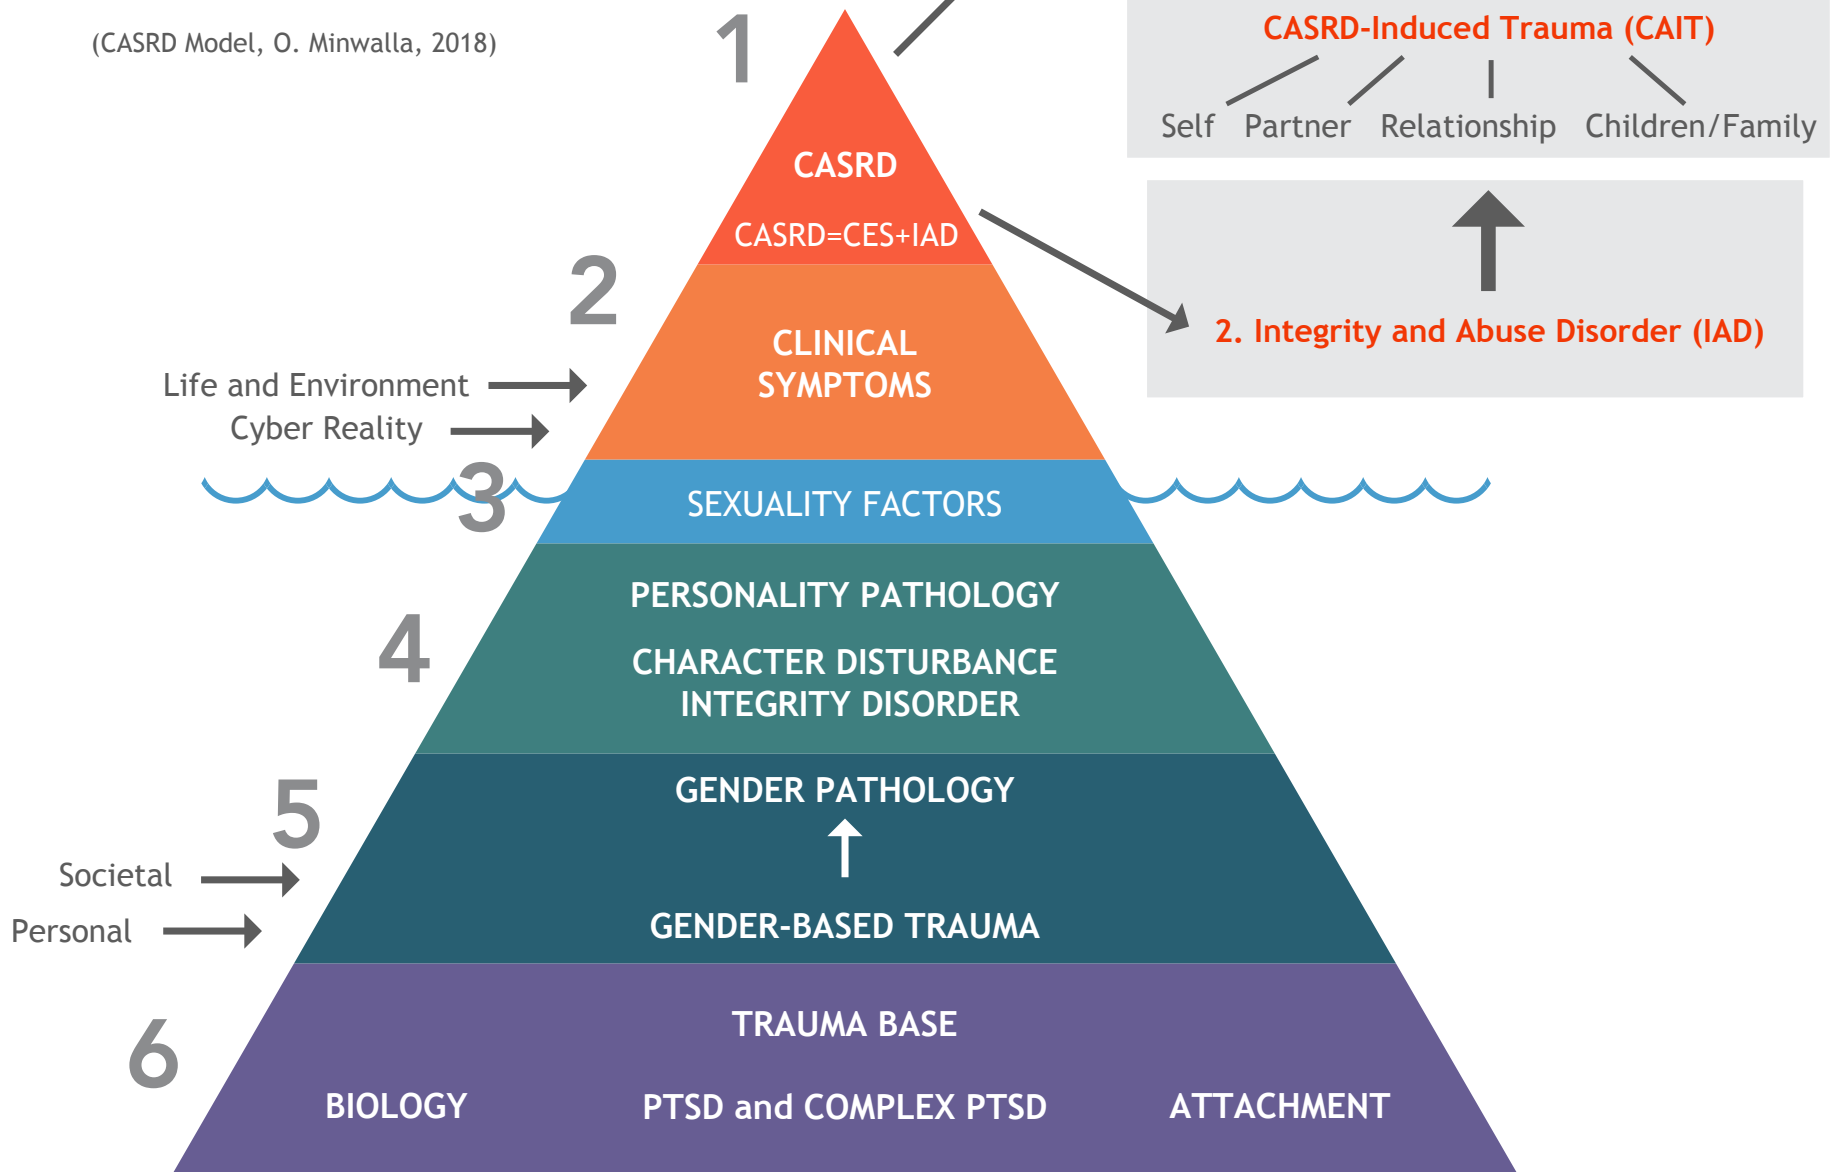 (CASRD Model, O. Minwalla, 2018)
1
CASRD
CASRD=CES+IAD
CASRD-Induced Trauma (CAIT)
Self Partner Relationship Children/Family
2. Integrity and Abuse Disorder (IAD)
2
CLINICAL
SYMPTOMS
Life and Environment
Cyber Reality
3
SEXUALITY FACTORS
4
PERSONALITY PATHOLOGY
CHARACTER DISTURBANCE
INTEGRITY DISORDER
5
GENDER PATHOLOGY
Societal
Personal
GENDER-BASED TRAUMA
6
TRAUMA BASE
BIOLOGY PTSD and COMPLEX PTSD ATTACHMENT